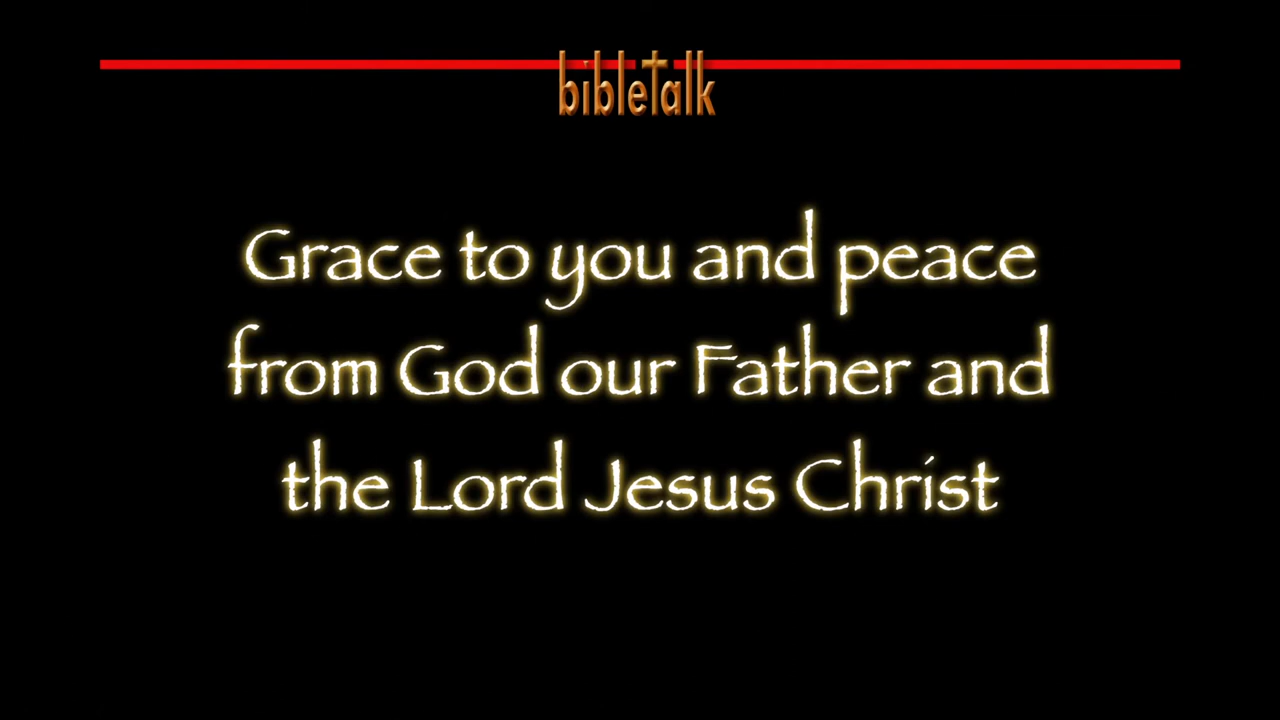 bibleTalk
Grace to you and peace
from God our Father and
the Lord Jesus Christ